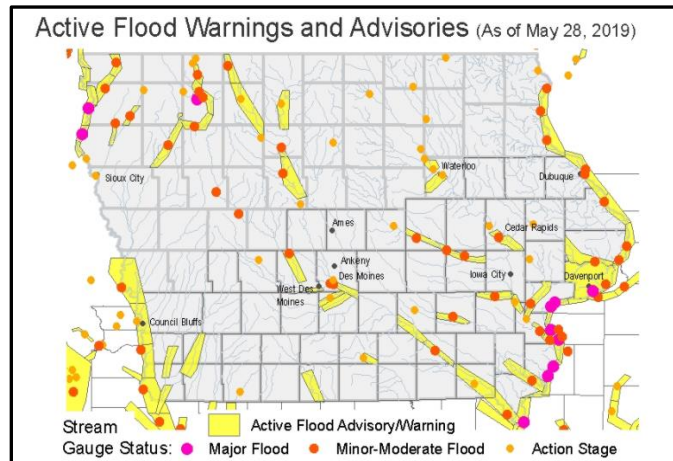 Active Flood Warnings and Advisories (As of May 28, 2019)
Sioux City
Waterloo
Dubuque
Ames
Cedar Rapids
Ankeny
Des Moines
Iowa City
West Des
Moines
Davenport
Council Bluffs
Stream
Active Flood Advisory/Warning
Gauge Status:
Major Flood
Minor-Moderate Flood
Action Stage